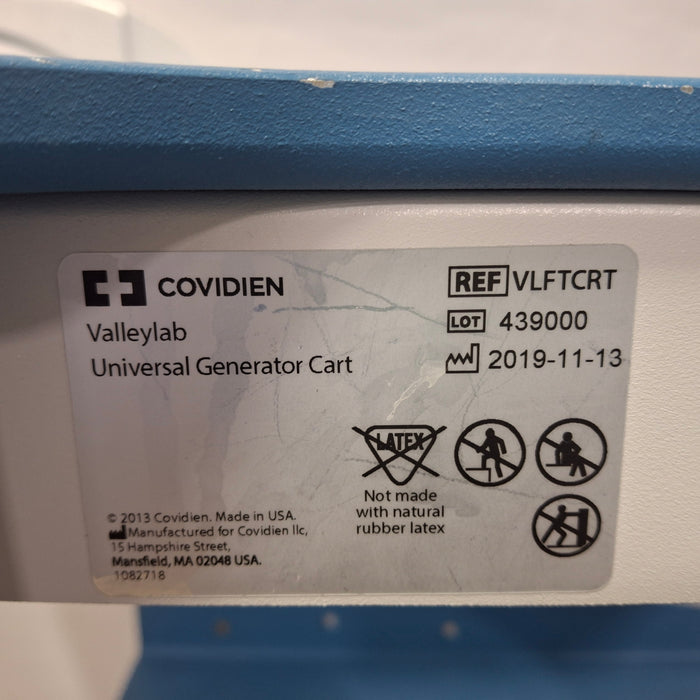 COVIDIEN
Valleylab
Universal Generator Cart
REF VLFTCRT
LOT 439000
2019-11-13
LATEX
Not made
with natural
rubber latex
© 2013 Covidien. Made in USA.
Manufactured for Covidien llc,
15 Hampshire Street,
Mansfield, MA 02048 USA.
1082718